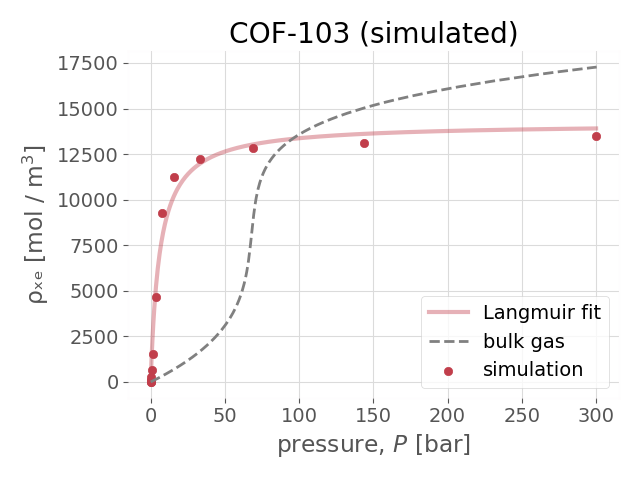 COF-103 (simulated)
17500
15000
12500
10000
7500
5000
2500
0
ρₓₑ [mol / m³]
Langmuir fit
bulk gas
simulation
0 50 100 150 200 250 300
pressure, P [bar]